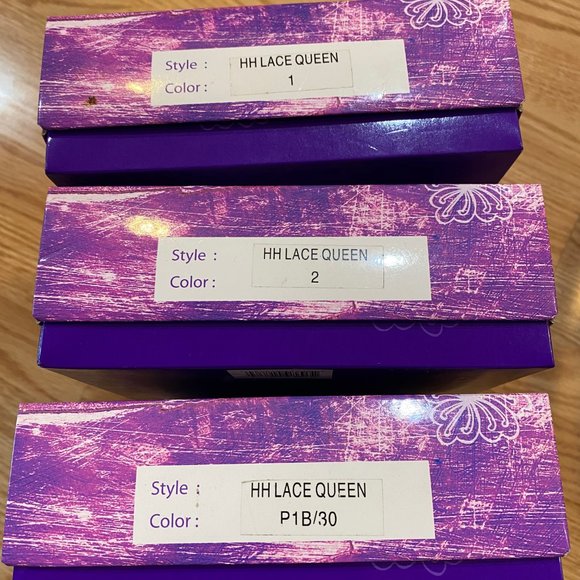 Style : HH LACE QUEEN
Color : 1
Style : HH LACE QUEEN
Color : 2
Style : HH LACE QUEEN
Color : P1B/30